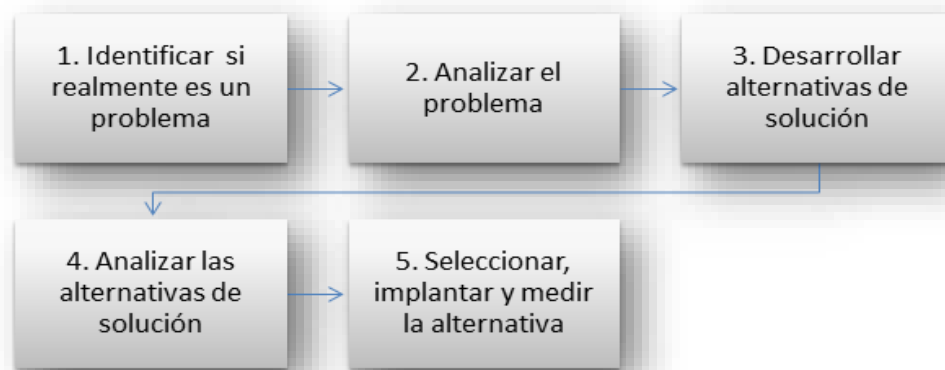 1. Identificar si
realmente es un
problema
2. Analizar el
problema
3. Desarrollar
alternativas de
solución
4. Analizar las
alternativas de
solución
5. Seleccionar,
implantar y medir
la alternativa